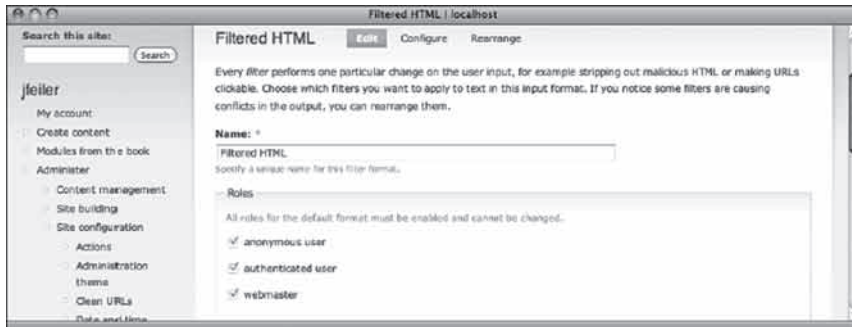 Filtered HTML | localhost
Search this site:
Search
jfeiler
My account
Create content
Modules from the book
Administer
Content management
Site building
Site configuration
Actions
Administration
theme
Clean URLs
Date and time
Filtered HTML
Edit
Configure
Rearrange
Every filter performs one particular change on the user input, for example stripping out malicious HTML or making URLs
clickable. Choose which filters you want to apply to text in this input format. If you notice some filters are causing
conflicts in the output, you can rearrange them.
Name: *
Filtered HTML
Specify a unique name for this filter format.
Roles
All roles for the default format must be enabled and cannot be changed.
anonymous user
authenticated user
webmaster